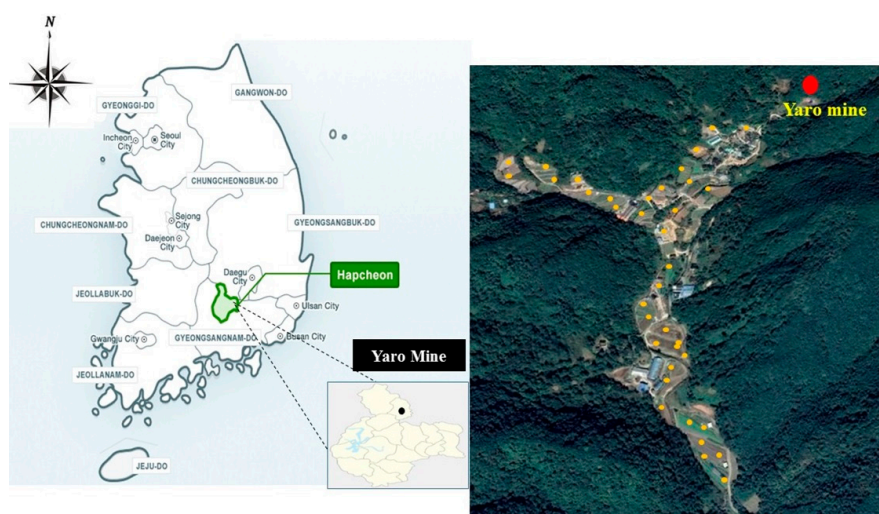 N
GANGWON-DO
GYEONGGI-DO
Incheon
City
Seoul
City
CHUNGCHEONGBUK-DO
CHUNGCHEONGNAM-DO
Sejong
City
Daejeon
City
GYEONGSANGBUK-DO
Daegu
City
Hapcheon
JEOLLABUK-DO
Ulsan City
Gwangju City
GYEONGSANGNAM-DO
Busan City
Yaro Mine
JEOLLANAM-DO
JEJU-DO
Yaro mine